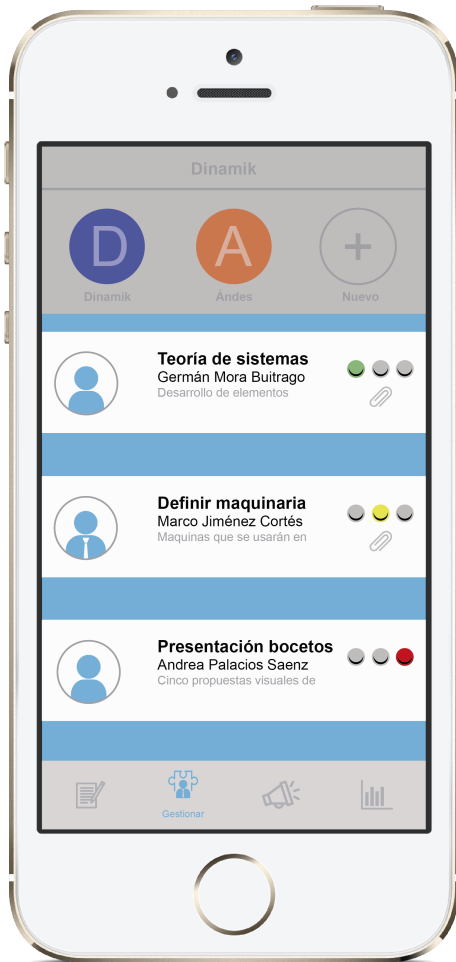 Dinamik
D
A
+
Dinamik
Ándes
Nuevo
Teoría de sistemas
Germán Mora Buitrago
Desarrollo de elementos
Definir maquinaria
Marco Jiménez Cortés
Maquinas que se usarán en
Presentación bocetos
Andrea Palacios Saenz
Cinco propuestas visuales de
Gestionar